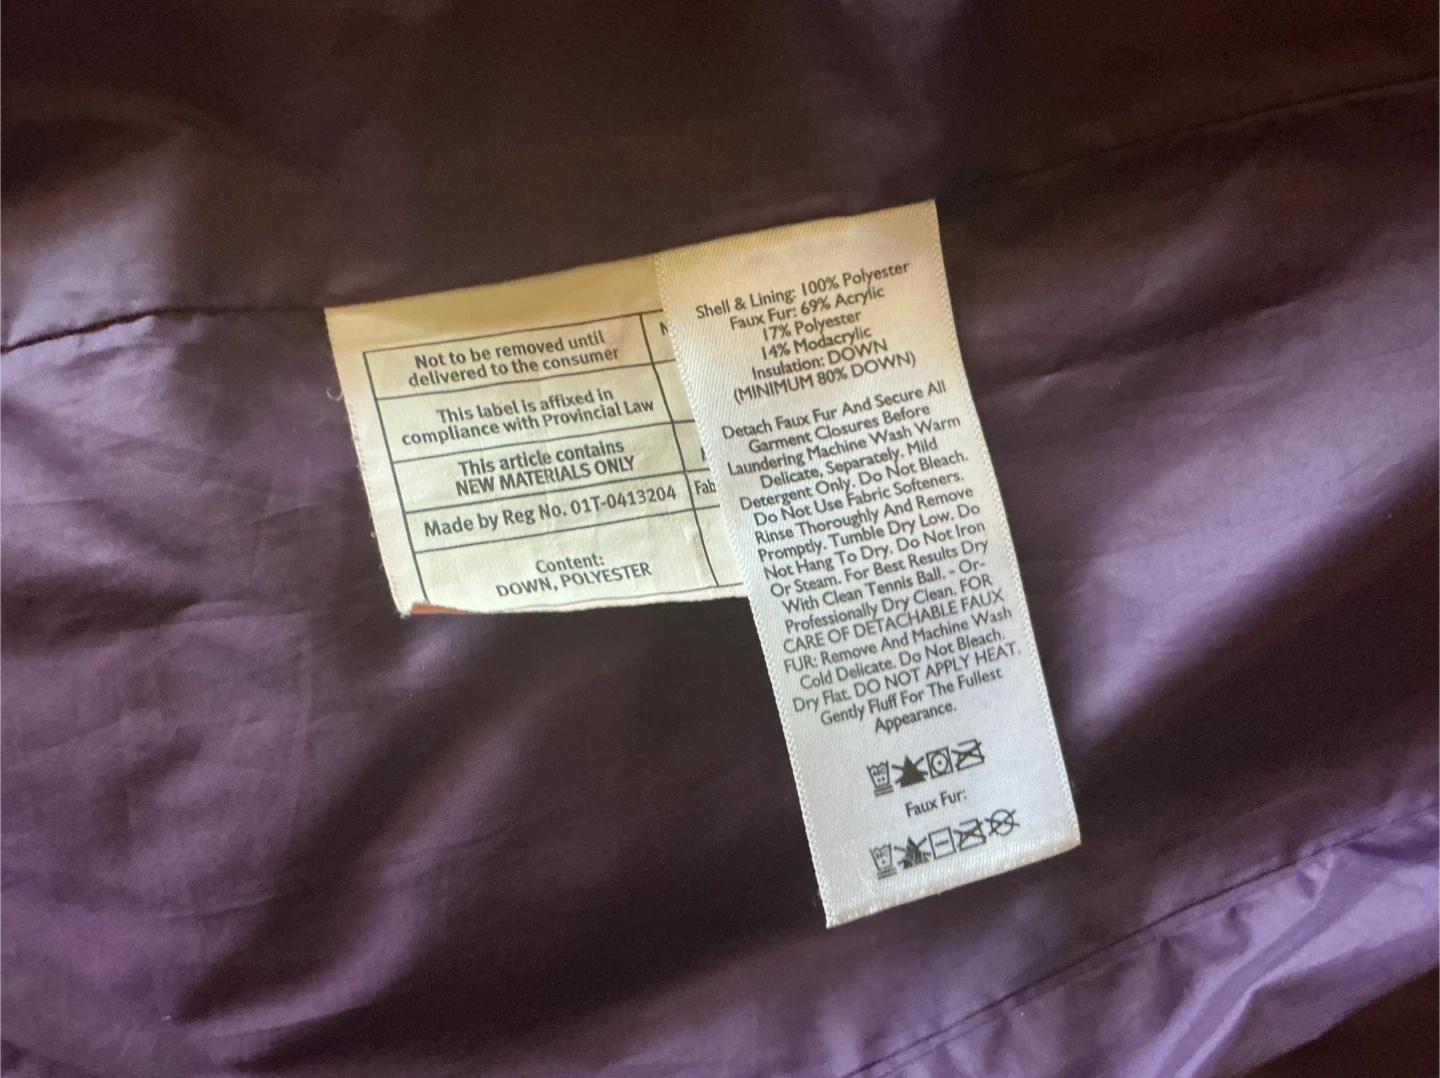 Not to be removed until
delivered to the consumer
This label is affixed in
compliance with Provincial Law
This article contains
NEW MATERIALS ONLY
Made by Reg No. 01T-0413204
Fab
Content:
DOWN, POLYESTER
Shell & Lining: 100% Polyester
Faux Fur: 69% Acrylic
17% Polyester
14% Modacrylic
Insulation: DOWN
(MINIMUM 80% DOWN)
Detach Faux Fur And Secure All
Garment Closures Before
Laundering Machine Wash Warm
Delicate, Separately. Mild
Detergent Only. Do Not Bleach.
Do Not Use Fabric Softeners.
Rinse Thoroughly And Remove
Promptly. Tumble Dry Low. Do
Not Hang To Dry. Do Not Iron
Or Steam. For Best Results Dry
With Clean Tennis Ball. - Or-
Professionally Dry Clean. FOR
CARE OF DETACHABLE FAUX
FUR: Remove And Machine Wash
Cold Delicate. Do Not Bleach.
Dry Flat. DO NOT APPLY HEAT.
Gently Fluff For The Fullest
Appearance.
Faux Fur: